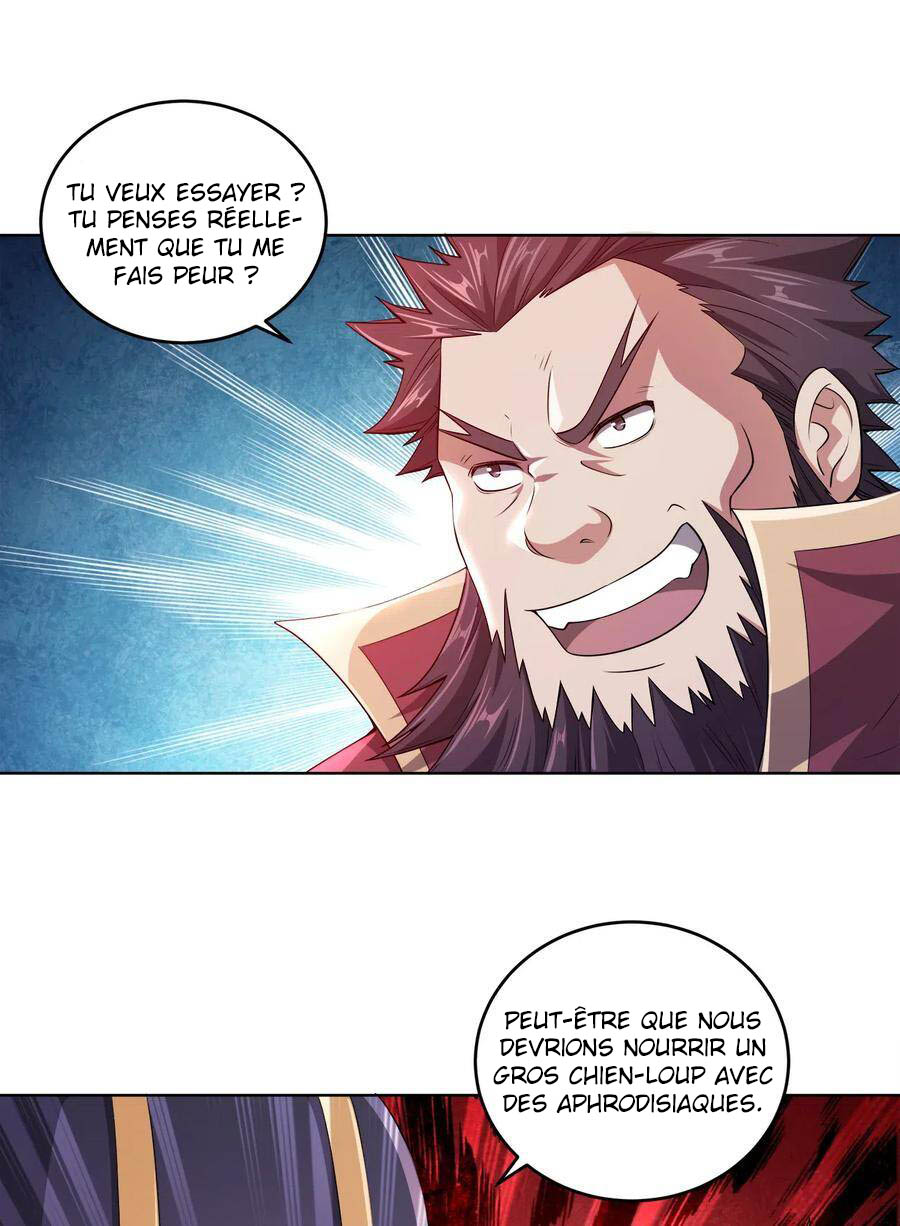 TU VEUX ESSAYER ?
TU PENSES RÉELLE-
MENT QUE TU ME
FAIS PEUR ?
PEUT-ÊTRE QUE NOUS
DEVRIONS NOURRIR UN
GROS CHIEN-LOUP AVEC
DES APHRODISIAQUES.